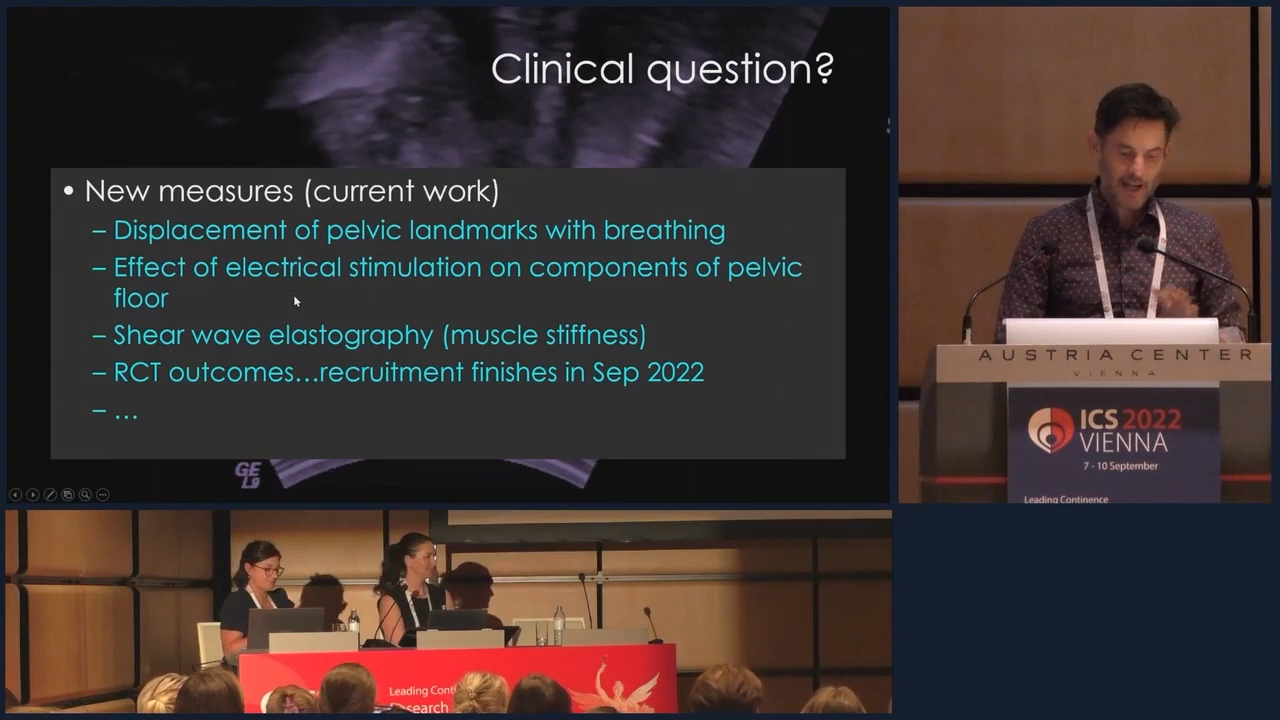 Clinical question?
• New measures (current work)
– Displacement of pelvic landmarks with breathing
– Effect of electrical stimulation on components of pelvic
floor
– Shear wave elastography (muscle stiffness)
– RCT outcomes...recruitment finishes in Sep 2022
– ...
GE
L9
AUSTRIA CENTER
VIENNA
ICS 2022
VIENNA
7 - 10 September
Leading Continence
Leading Cont
esearch